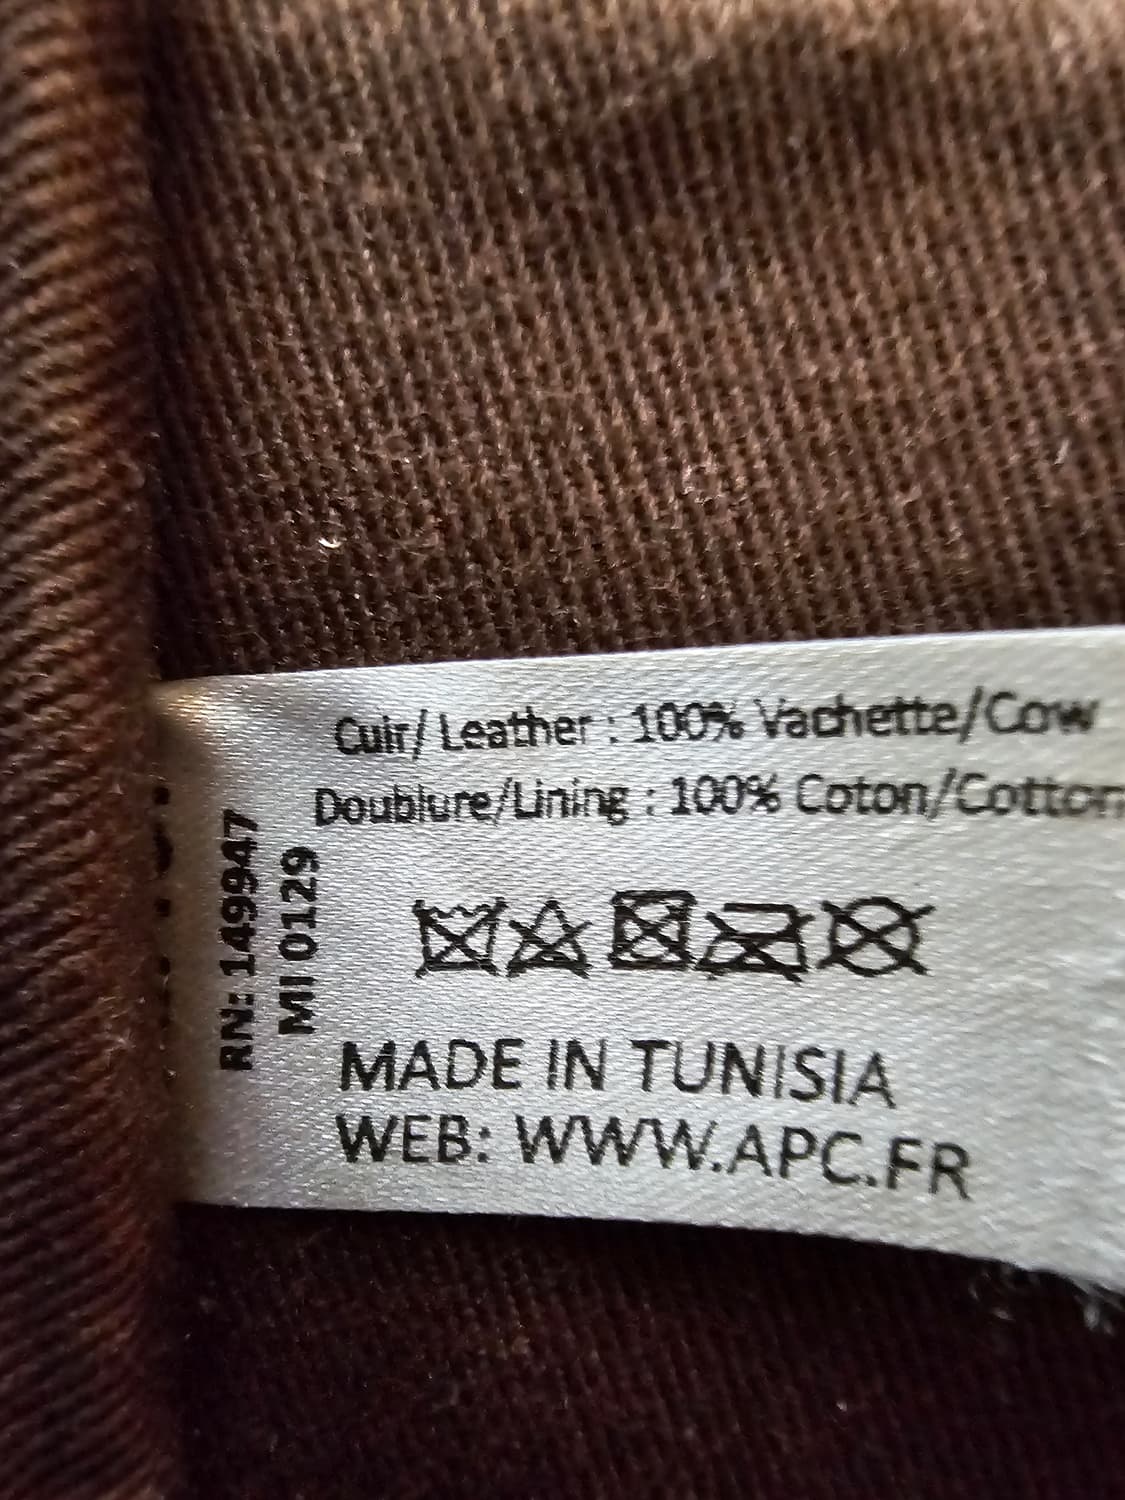 Cuir/ Leather : 100% Vachette/Cow
Doublure/Lining : 100% Coton/Cotton
RN: 149947
MI 0129
MADE IN TUNISIA
WEB: WWW.APC.FR